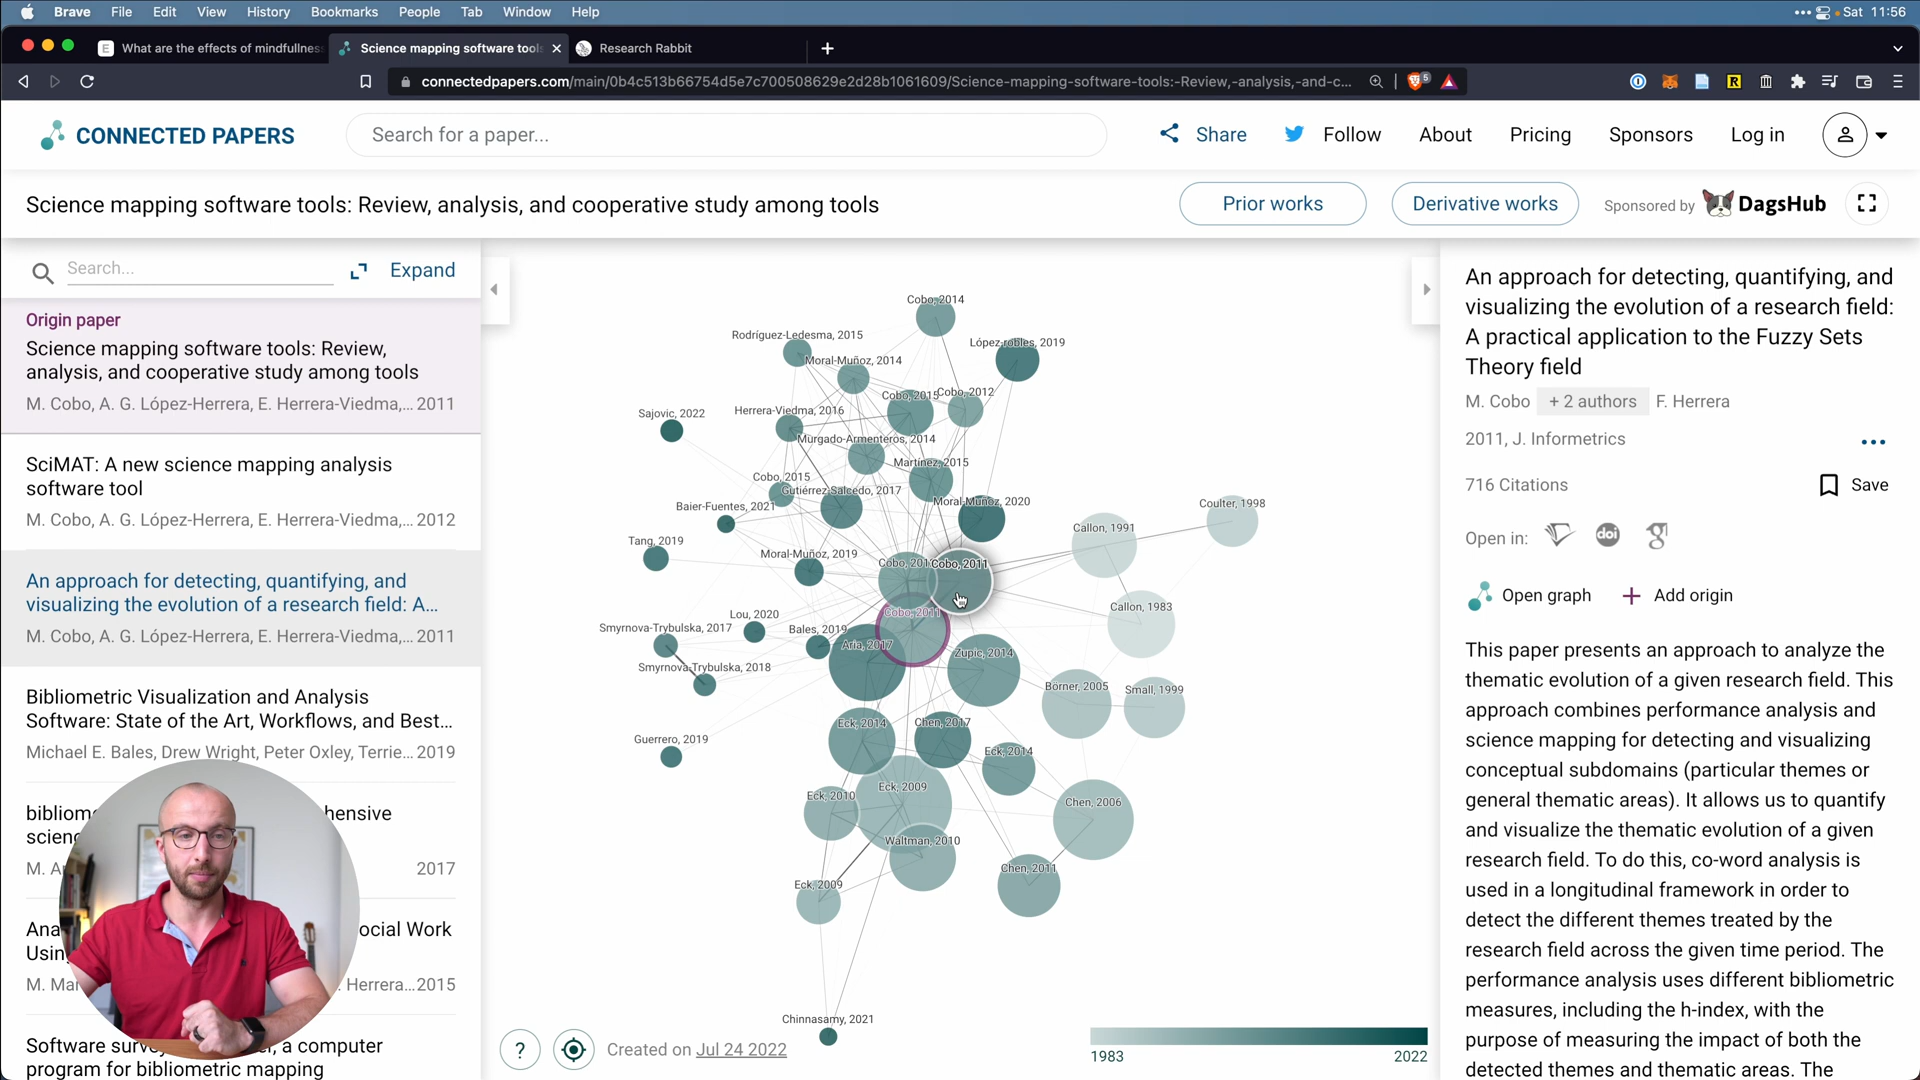 Brave File Edit View History Bookmarks People Tab Window Help Sat 11:56
E What are the effects of mindfullnes Science mapping software tool Research Rabbit
connectedpapers.com/main/0b4c513b66754d5e7c700508629e2d28b1061609/Science-mapping-software-tools:-Review,-analysis,-and-c... 5 R
CONNECTED PAPERS Search for a paper... Share Follow About Pricing Sponsors Log in
Science mapping software tools: Review, analysis, and cooperative study among tools Prior works Derivative works Sponsored by DagsHub
Search... Expand
Origin paper
Science mapping software tools: Review,
analysis, and cooperative study among tools
M. Cobo, A. G. López-Herrera, E. Herrera-Viedma,... 2011
SciMAT: A new science mapping analysis
software tool
M. Cobo, A. G. López-Herrera, E. Herrera-Viedma,... 2012
An approach for detecting, quantifying, and
visualizing the evolution of a research field: A...
M. Cobo, A. G. López-Herrera, E. Herrera-Viedma,... 2011
Bibliometric Visualization and Analysis
Software: State of the Art, Workflows, and Best...
Michael E. Bales, Drew Wright, Peter Oxley, Terrie... 2019
2017
ocial Work
Using
Herrera...2015
a computer
program for bibliometric mapping
Cobo, 2014
Rodríguez-Ledesma, 2015
López-robles, 2019
Moral-Muñoz, 2014
Cobo, 2015
Cobo, 2012
Sajovic, 2022
Herrera-Viedma, 2016
Murgado-Armenteros, 2014
Martínez, 2015
Cobo, 2015
Gutiérrez-Salcedo, 2017
Moral-Muñoz, 2020
Baier-Fuentes, 2021
Coulter, 1998
Callon, 1991
Tang, 2019
Moral-Muñoz, 2019
Cobo, 2011
Callon, 1983
Cobo, 2011
Lou, 2020
Smyrnova-Trybulska, 2017
Bales, 2019
Aria, 2017
Zupic, 2014
Smyrnova-Trybulska, 2018
Börner, 2005
Small, 1999
Eck, 2014
Chen, 2017
Guerrero, 2019
Eck, 2014
Eck, 2009
Eck, 2010
Chen, 2006
Waltman, 2010
Chen, 2011
Eck, 2009
Chinnasamy, 2021
? Created on Jul 24 2022
1983 2022
An approach for detecting, quantifying, and
visualizing the evolution of a research field:
A practical application to the Fuzzy Sets
Theory field
M. Cobo + 2 authors F. Herrera
2011, J. Informetrics
716 Citations Save
Open in: doi g
Open graph + Add origin
This paper presents an approach to analyze the
thematic evolution of a given research field. This
approach combines performance analysis and
science mapping for detecting and visualizing
conceptual subdomains (particular themes or
general thematic areas). It allows us to quantify
and visualize the thematic evolution of a given
research field. To do this, co-word analysis is
used in a longitudinal framework in order to
detect the different themes treated by the
research field across the given time period. The
performance analysis uses different bibliometric
measures, including the h-index, with the
purpose of measuring the impact of both the
detected themes and thematic areas. The